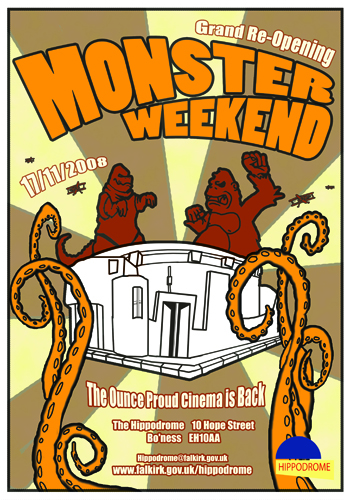 Grand Re-Opening
MONSTER
WEEKEND
17/11/2008
The Ounce Proud Cinema is Back
The Hippodrome 10 Hope Street
Bo'ness EH10AA
Hippodrome@falkirk.gov.uk
www.falkirk.gov.uk/hippodrome
HIPPODROME